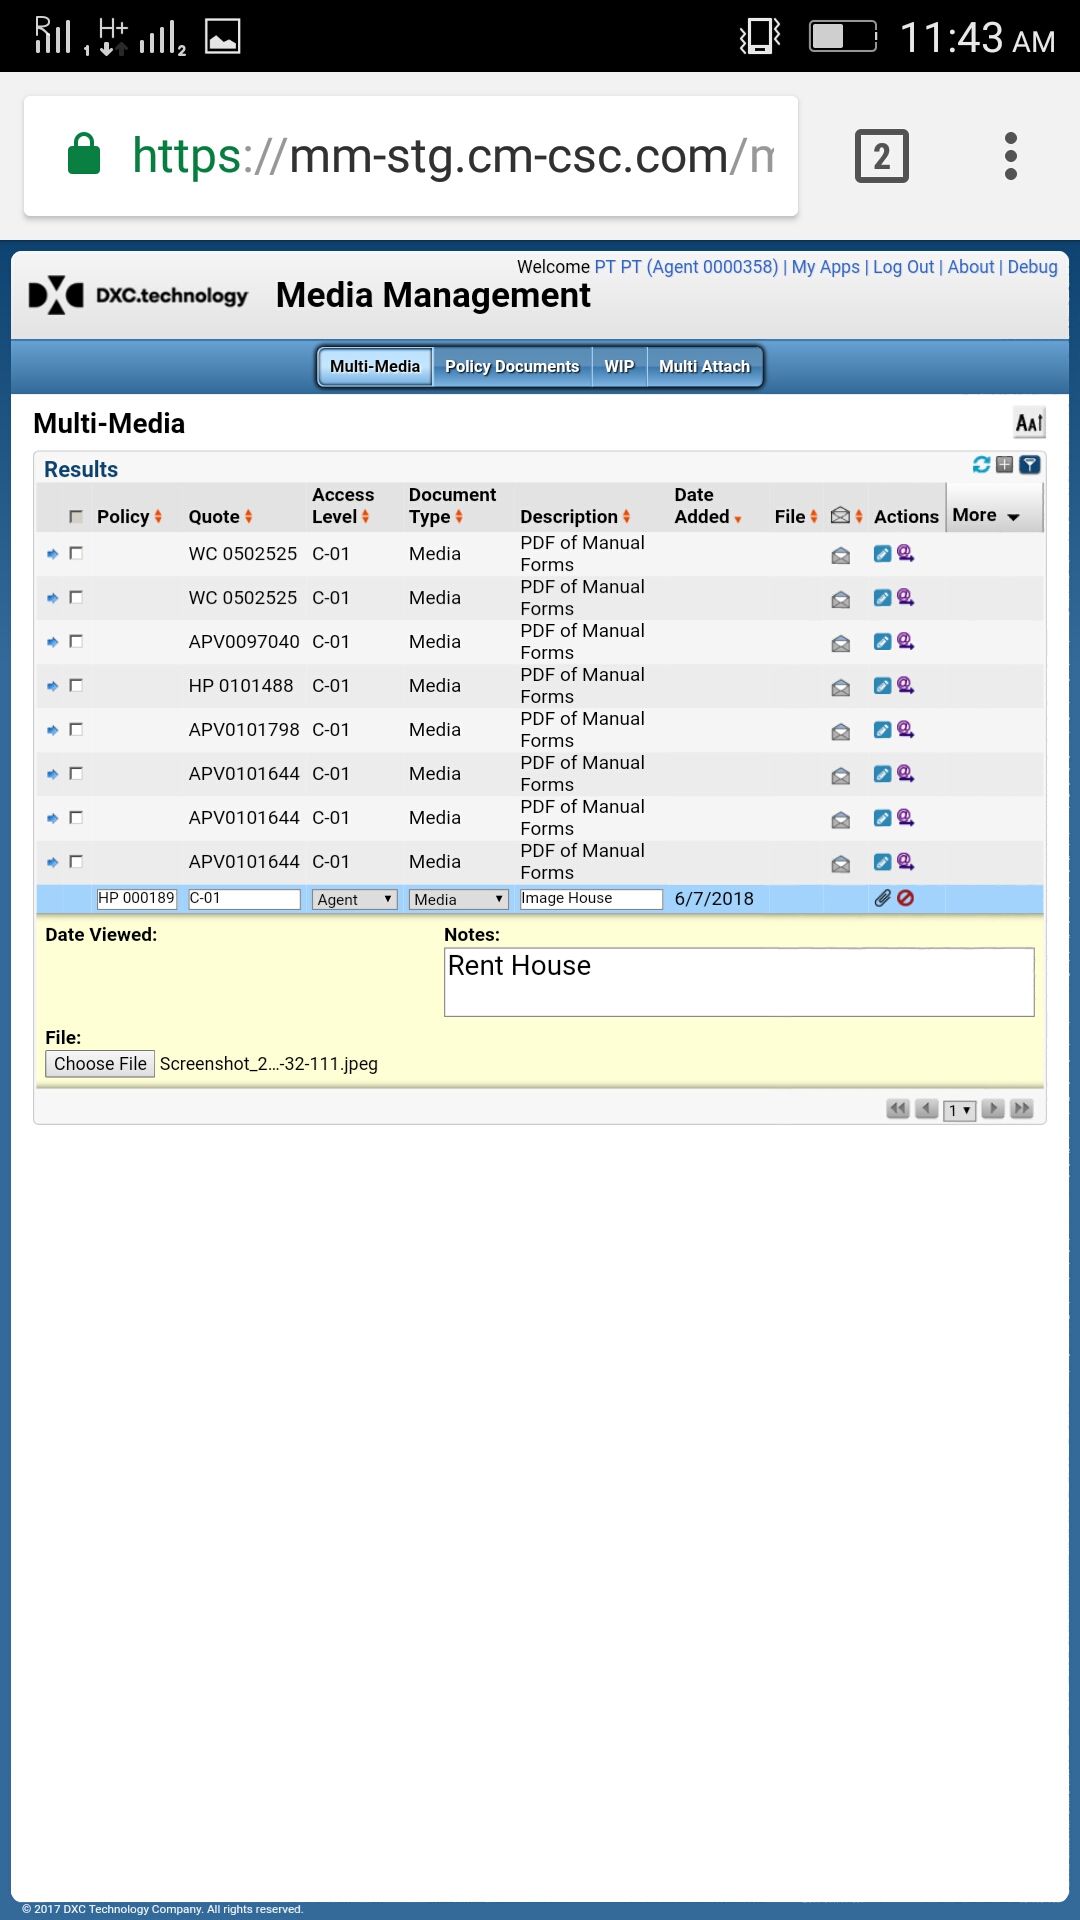 1 H+ 2 11:43 AM
https://mm-stg.cm-csc.com/m 2
Welcome PT PT (Agent 0000358) | My Apps | Log Out | About | Debug
DXC.technology Media Management
Multi-Media Policy Documents WIP Multi Attach
Multi-Media AA
Results
Policy Quote Access Level Document Type Description Date Added File Actions More
WC 0502525 C-01 Media PDF of Manual Forms
WC 0502525 C-01 Media PDF of Manual Forms
APV0097040 C-01 Media PDF of Manual Forms
HP 0101488 C-01 Media PDF of Manual Forms
APV0101798 C-01 Media PDF of Manual Forms
APV0101644 C-01 Media PDF of Manual Forms
APV0101644 C-01 Media PDF of Manual Forms
APV0101644 C-01 Media PDF of Manual Forms
HP 000189 C-01 Agent Media Image House 6/7/2018
Date Viewed: Notes:
Rent House
File:
Choose File Screenshot_2...-32-111.jpeg
1
© 2017 DXC Technology Company. All rights reserved.